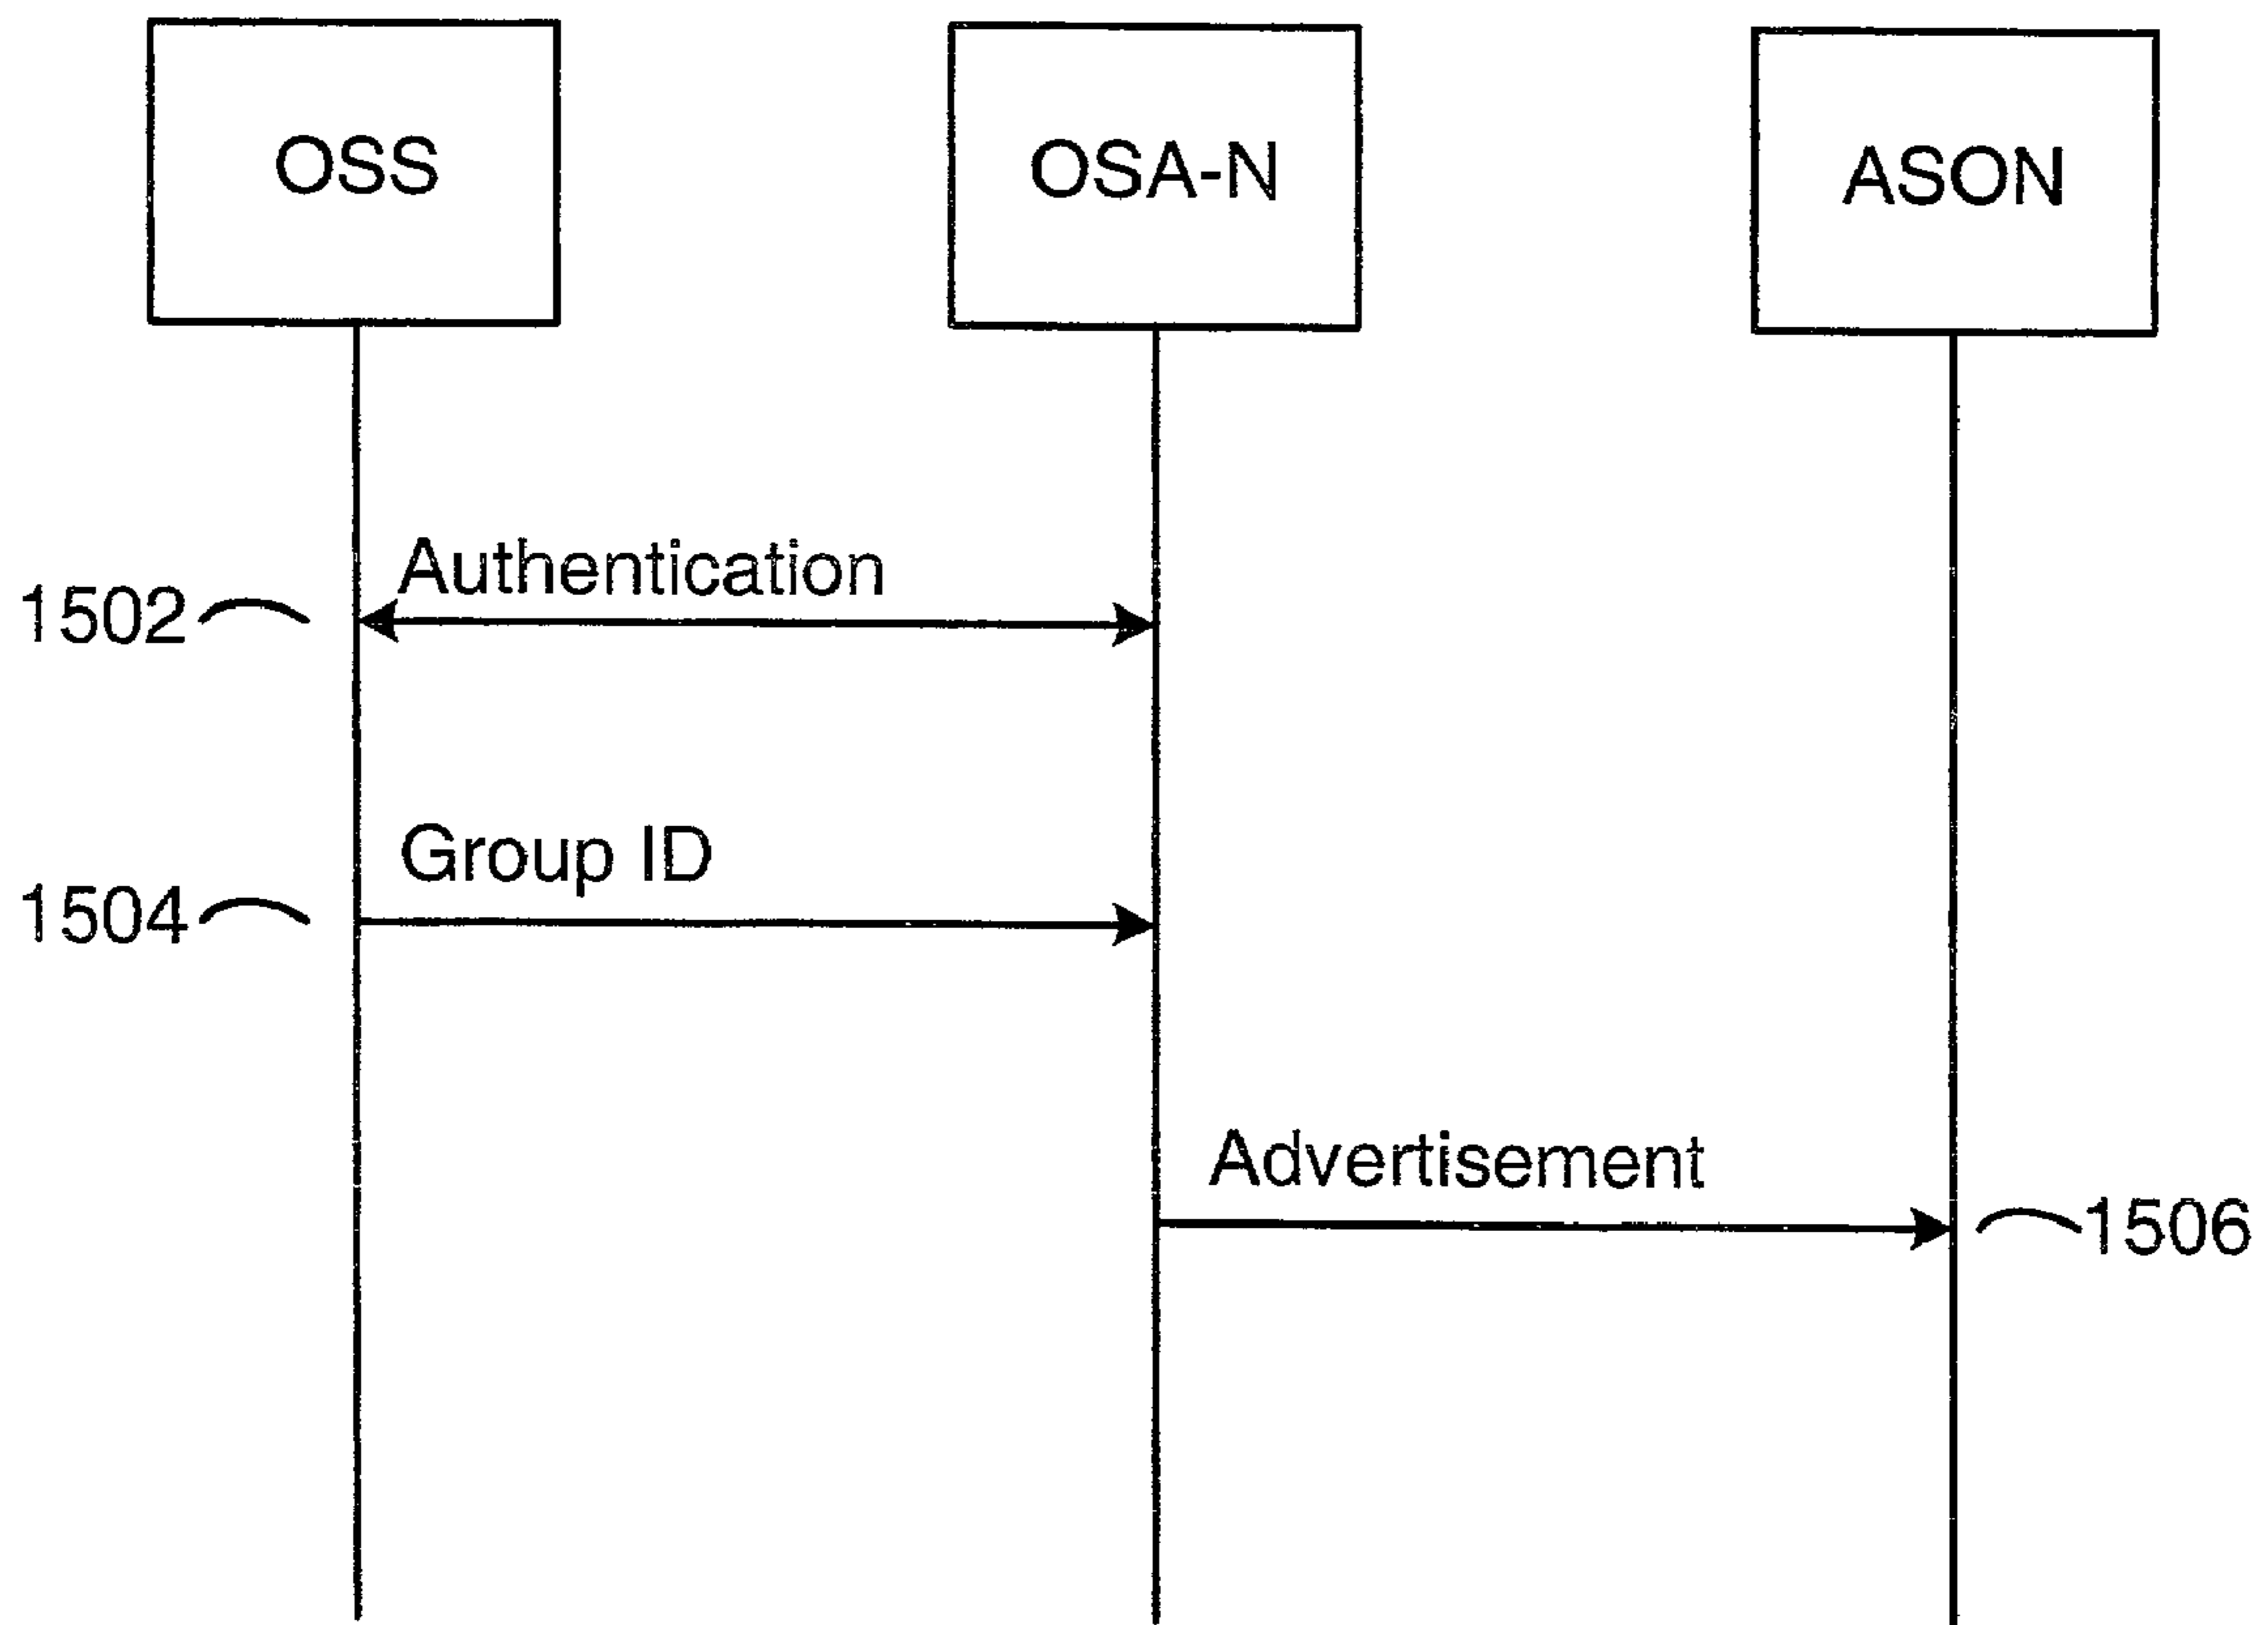 OSS
OSA-N
ASON
Authentication
1502
Group ID
1504
Advertisement
1506